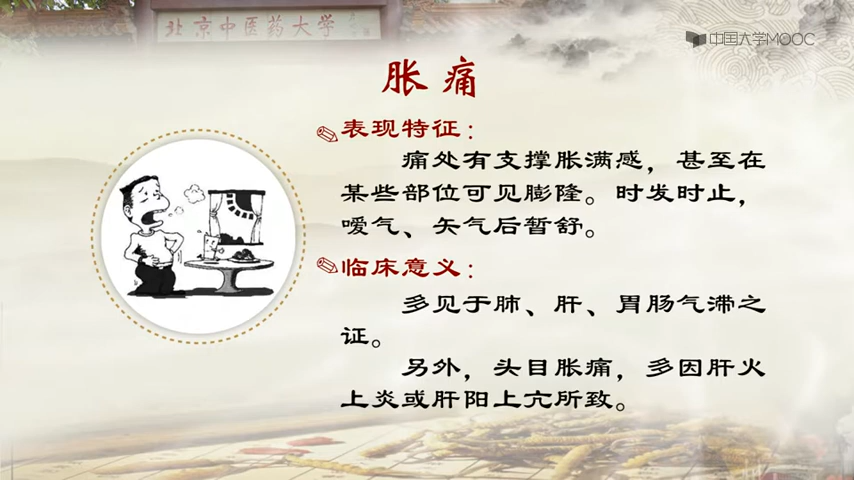 北京中医药大学
中国大学MOOC
胀痛
表现特征：
痛处有支撑胀满感，甚至在
某些部位可见膨隆。时发时止，
嗳气、矢气后暂舒。
临床意义：
多见于肺、肝、胃肠气滞之
证。
另外，头目胀痛，多因肝火
上炎或肝阳上亢所致。